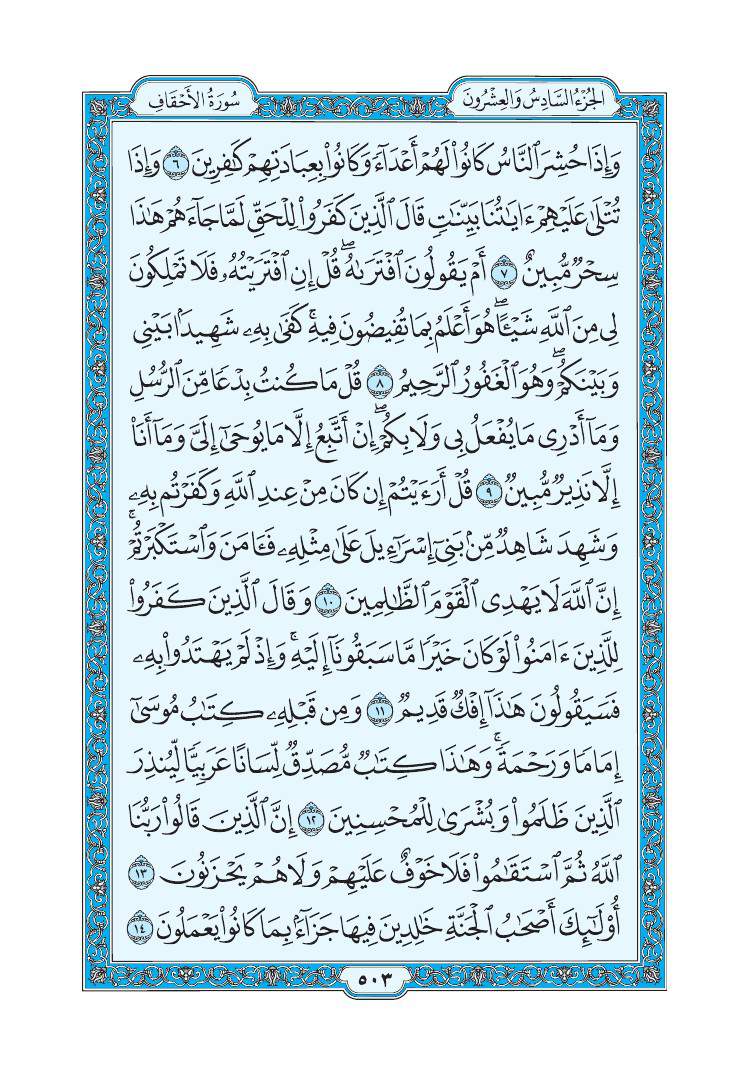 الجُزْءُ السَّادِسُ وَالعِشْرُونَ
سُورَةُ الأَحْقَافِ
وَإِذَا حُشِرَ ٱلنَّاسُ كَانُوا۟ لَهُمْ أَعْدَآءً وَكَانُوا۟ بِعِبَادَتِهِمْ كَٰفِرِينَ ٦ وَإِذَا
تُتْلَىٰ عَلَيْهِمْ ءَايَٰتُنَا بَيِّنَٰتٍ قَالَ ٱلَّذِينَ كَفَرُوا۟ لِلْحَقِّ لَمَّا جَآءَهُمْ هَٰذَا
سِحْرٌ مُّبِينٌ ٧ أَمْ يَقُولُونَ ٱفْتَرَىٰهُ ۖ قُلْ إِنِ ٱفْتَرَيْتُهُۥ فَلَا تَمْلِكُونَ
لِى مِنَ ٱللَّهِ شَيْـًٔا ۖ هُوَ أَعْلَمُ بِمَا تُفِيضُونَ فِيهِ ۚ كَفَىٰ بِهِۦ شَهِيدًۢا بَيْنِى
وَبَيْنَكُمْ ۖ وَهُوَ ٱلْغَفُورُ ٱلرَّحِيمُ ٨ قُلْ مَا كُنتُ بِدْعًا مِّنَ ٱلرُّسُلِ
وَمَآ أَدْرِى مَا يُفْعَلُ بِى وَلَا بِكُمْ ۖ إِنْ أَتَّبِعُ إِلَّا مَا يُوحَىٰٓ إِلَىَّ وَمَآ أَنَا۠
إِلَّا نَذِيرٌ مُّبِينٌ ٩ قُلْ أَرَءَيْتُمْ إِن كَانَ مِنْ عِندِ ٱللَّهِ وَكَفَرْتُم بِهِۦ
وَشَهِدَ شَاهِدٌ مِّنۢ بَنِىٓ إِسْرَٰٓءِيلَ عَلَىٰ مِثْلِهِۦ فَـَٔامَنَ وَٱسْتَكْبَرْتُمْ ۚ
إِنَّ ٱللَّهَ لَا يَهْدِى ٱلْقَوْمَ ٱلظَّٰلِمِينَ ١٠ وَقَالَ ٱلَّذِينَ كَفَرُوا۟
لِلَّذِينَ ءَامَنُوا۟ لَوْ كَانَ خَيْرًا مَّا سَبَقُونَآ إِلَيْهِ ۚ وَإِذْ لَمْ يَهْتَدُوا۟ بِهِۦ
فَسَيَقُولُونَ هَٰذَآ إِفْكٌ قَدِيمٌ ١١ وَمِن قَبْلِهِۦ كِتَٰبُ مُوسَىٰٓ
إِمَامًا وَرَحْمَةً ۚ وَهَٰذَا كِتَٰبٌ مُّصَدِّقٌ لِّسَانًا عَرَبِيًّا لِّيُنذِرَ
ٱلَّذِينَ ظَلَمُوا۟ وَبُشْرَىٰ لِلْمُحْسِنِينَ ١٢ إِنَّ ٱلَّذِينَ قَالُوا۟ رَبُّنَا
ٱللَّهُ ثُمَّ ٱسْتَقَٰمُوا۟ فَلَا خَوْفٌ عَلَيْهِمْ وَلَا هُمْ يَحْزَنُونَ ١٣
أُو۟لَٰٓئِكَ أَصْحَٰبُ ٱلْجَنَّةِ خَٰلِدِينَ فِيهَا جَزَآءًۢ بِمَا كَانُوا۟ يَعْمَلُونَ ١٤
٥٠٣